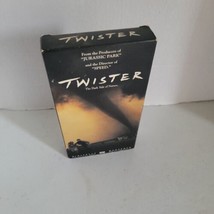 TWISTER
From the Producer of
"JURASSIC PARK"
and the Director of
"SPEED."
TWISTER
The Dark Side of Nature.